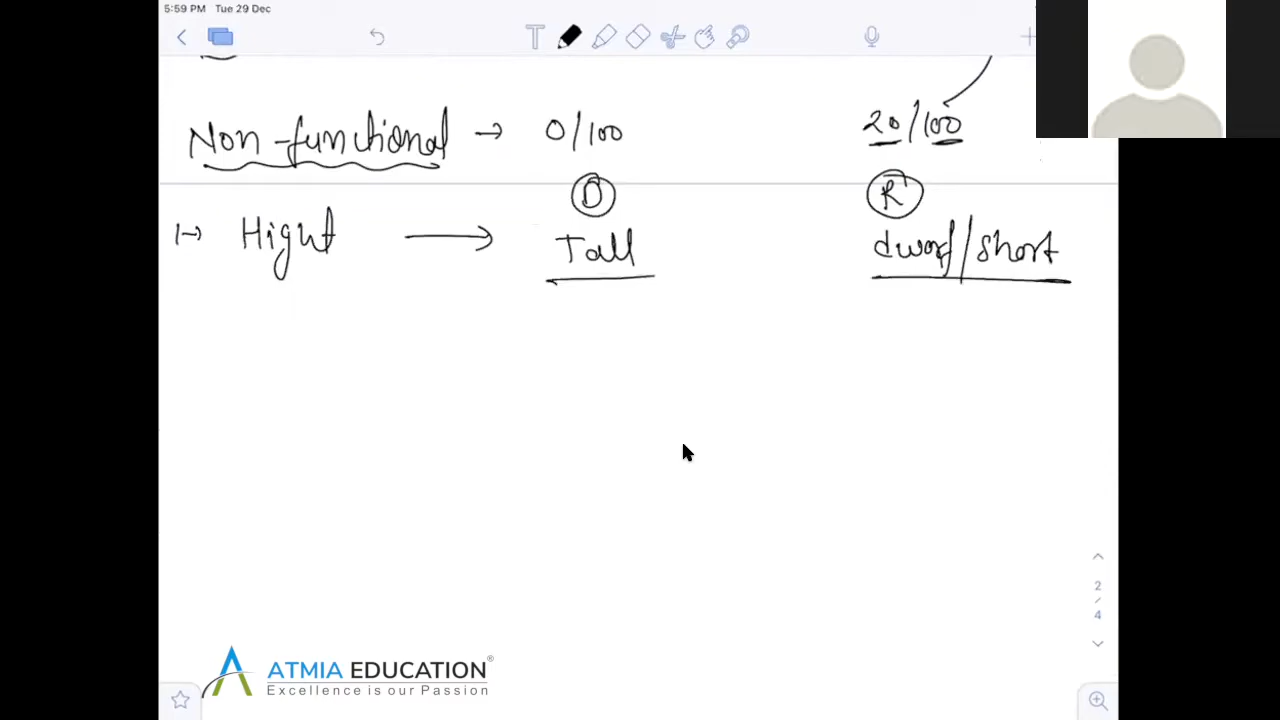 5:59 PM Tue 29 Dec
Non-functional → 0/100 20/100
D R
1→ Hight → Tall dwarf/short
2
/
4
ATMIA EDUCATION®
Excellence is our Passion